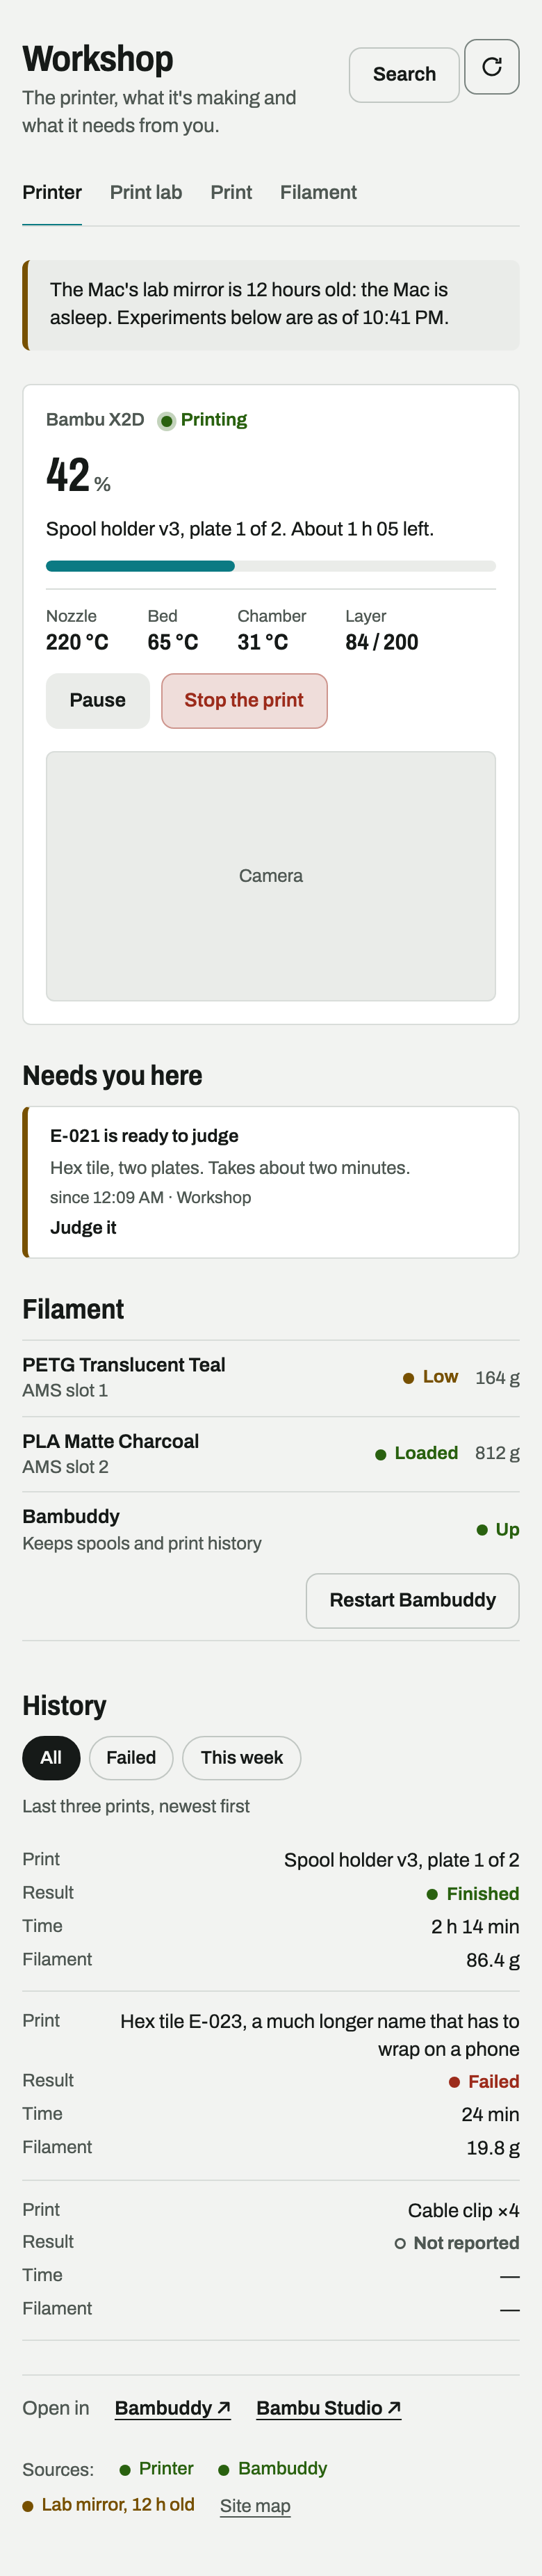 Workshop
The printer, what it's making and
what it needs from you.
Search
Printer Print lab Print Filament
The Mac's lab mirror is 12 hours old: the Mac is
asleep. Experiments below are as of 10:41 PM.
Bambu X2D Printing
42 %
Spool holder v3, plate 1 of 2. About 1 h 05 left.
Nozzle Bed Chamber Layer
220 °C 65 °C 31 °C 84 / 200
Pause Stop the print
Camera
Needs you here
E-021 is ready to judge
Hex tile, two plates. Takes about two minutes.
since 12:09 AM · Workshop
Judge it
Filament
PETG Translucent Teal
AMS slot 1
Low 164 g
PLA Matte Charcoal
AMS slot 2
Loaded 812 g
Bambuddy
Keeps spools and print history
Up
Restart Bambuddy
History
All Failed This week
Last three prints, newest first
Print Spool holder v3, plate 1 of 2
Result Finished
Time 2 h 14 min
Filament 86.4 g
Print Hex tile E-023, a much longer name that has to
wrap on a phone
Result Failed
Time 24 min
Filament 19.8 g
Print Cable clip ×4
Result Not reported
Time —
Filament —
Open in Bambuddy ↗ Bambu Studio ↗
Sources: Printer Bambuddy
Lab mirror, 12 h old Site map